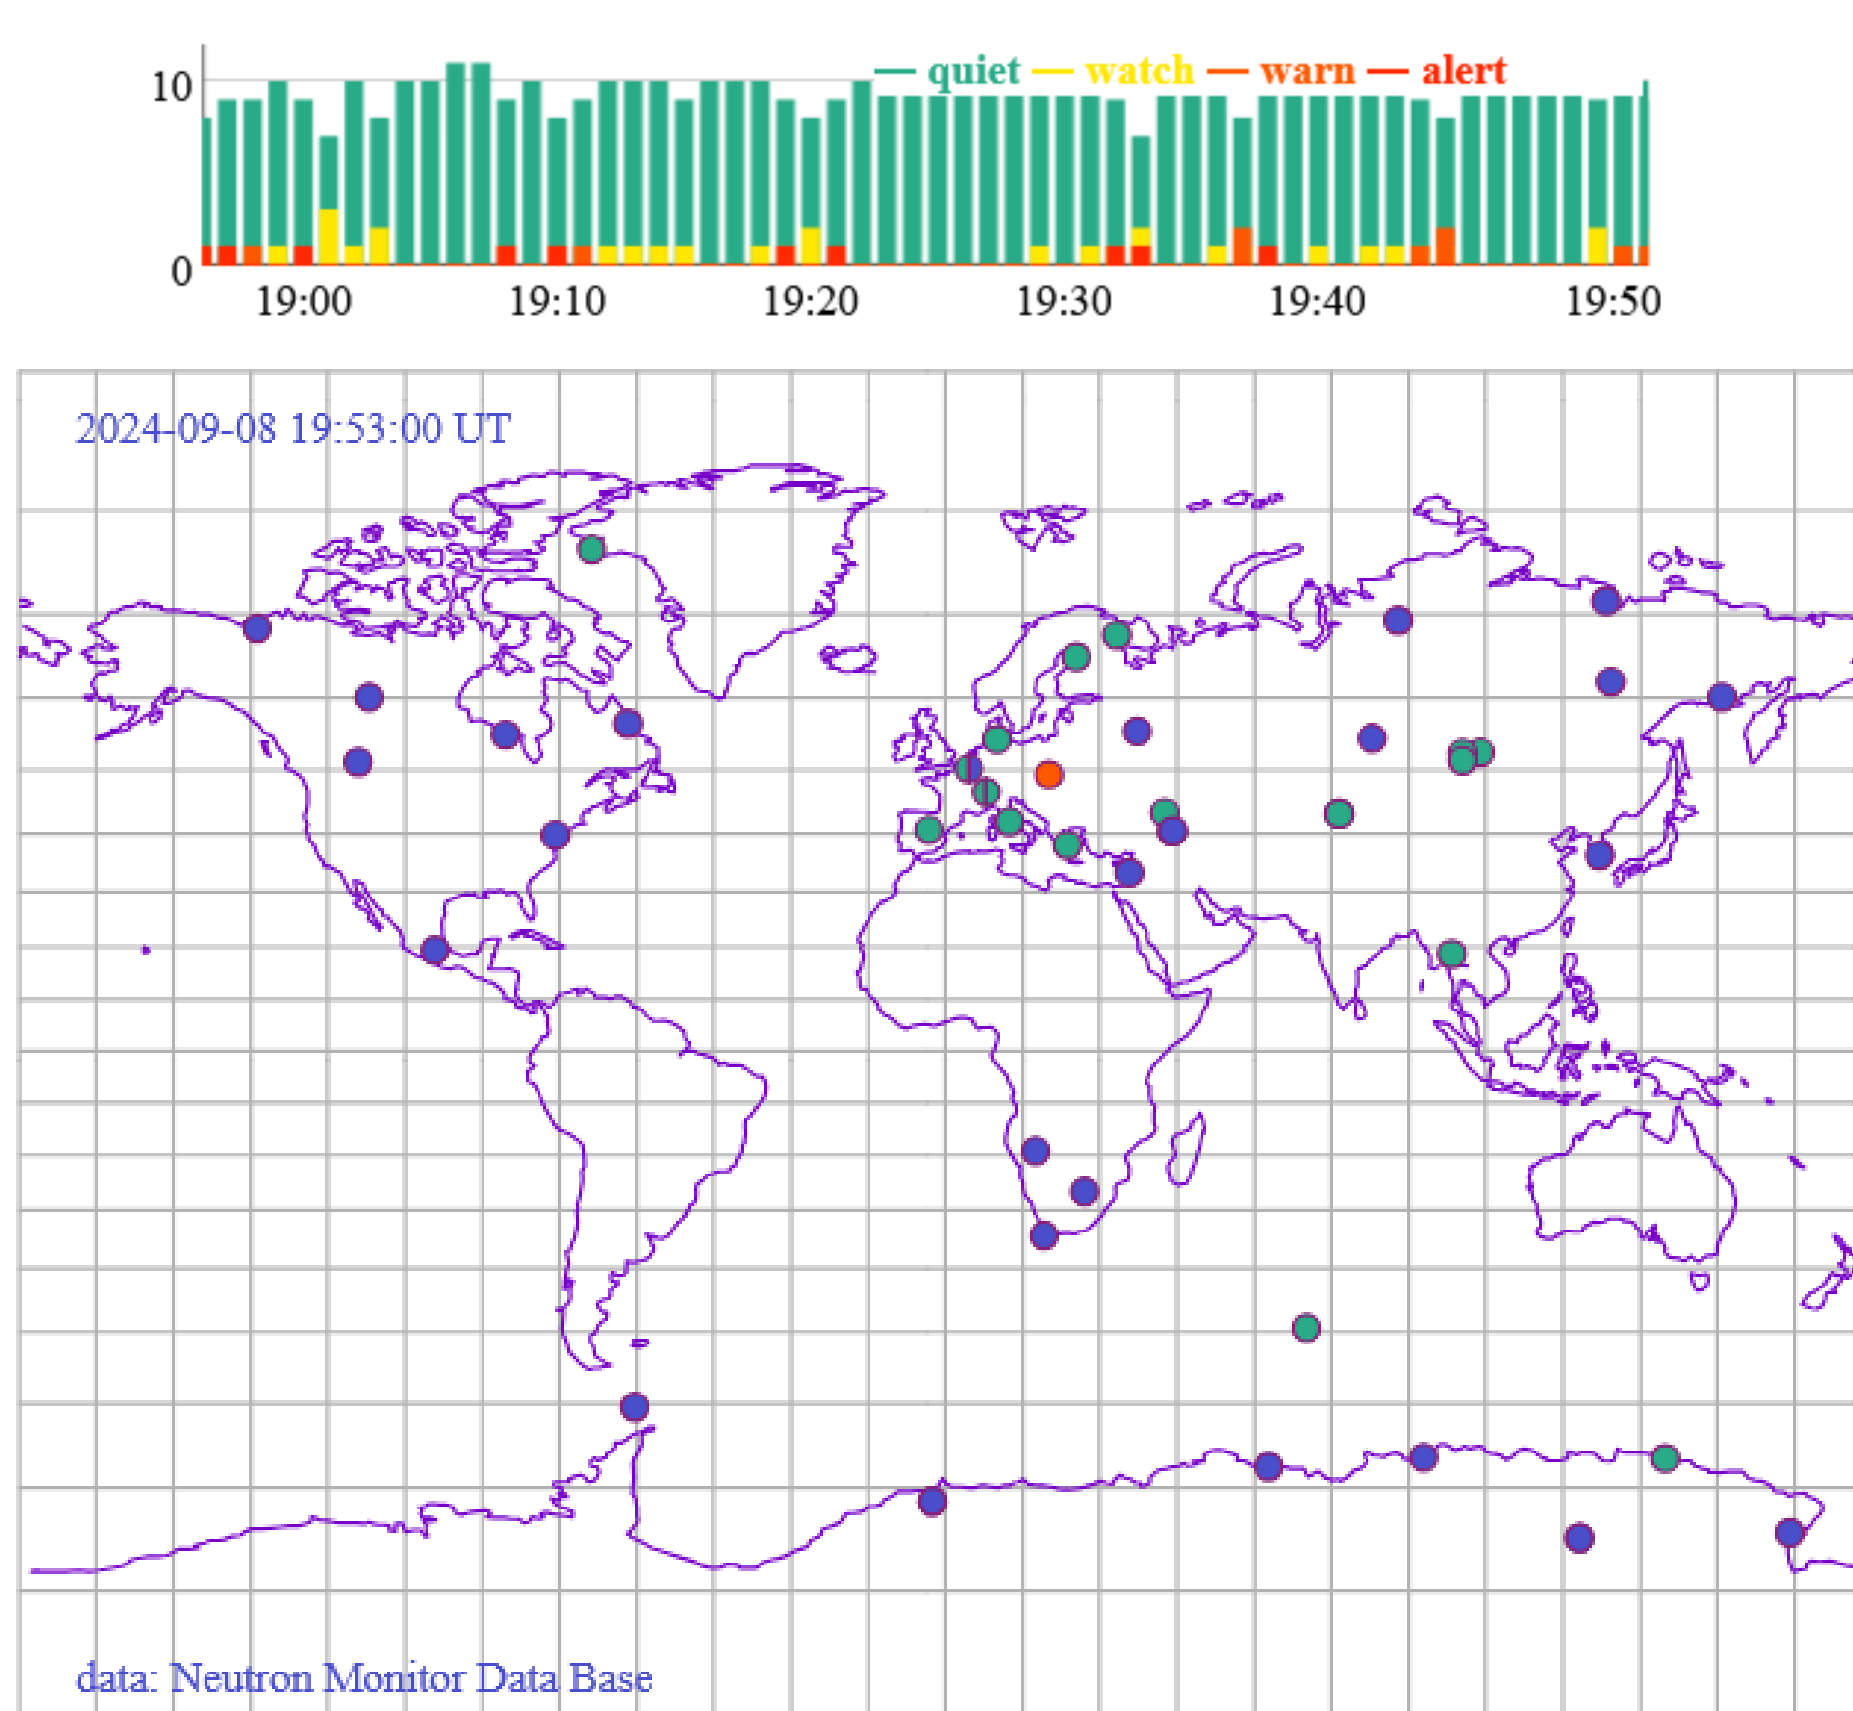 10
quiet watch warn alert
0
19:00 19:10 19:20 19:30 19:40 19:50
2024-09-08 19:53:00 UT
data: Neutron Monitor Data Base